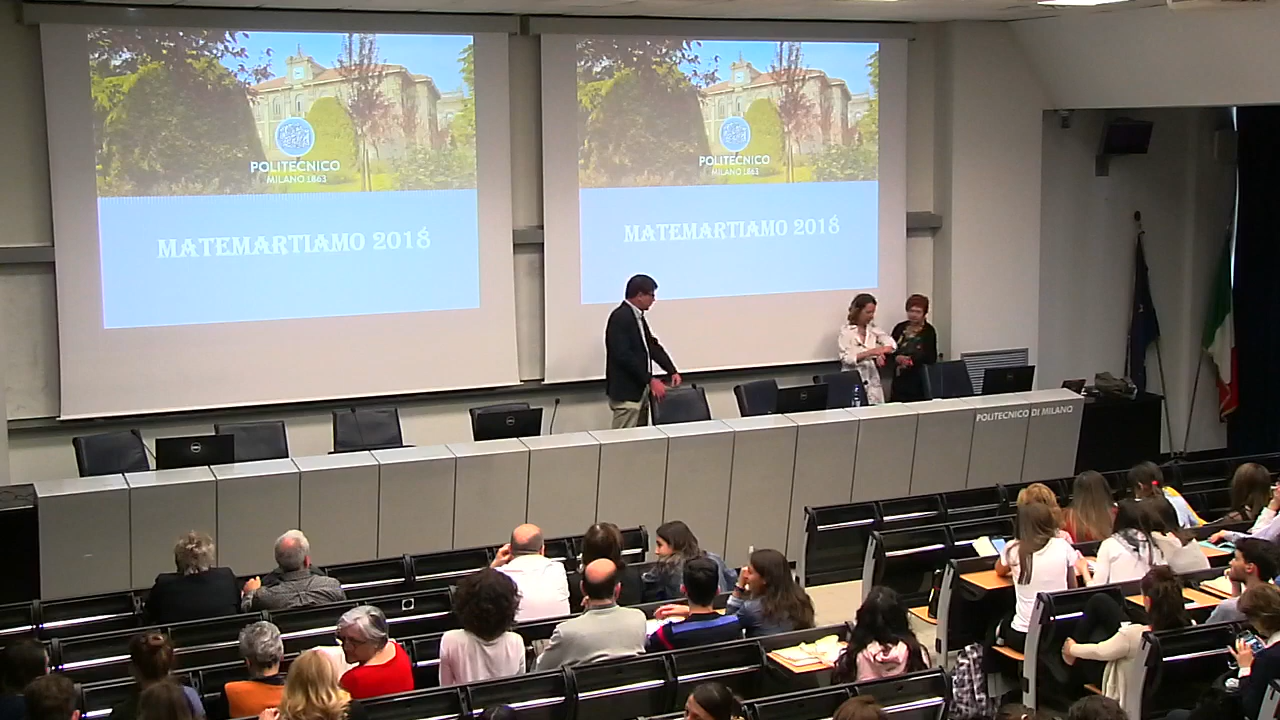 POLITECNICO
MILANO 1863
MATEMARTIAMO 2018
POLITECNICO
MILANO 1863
MATEMARTIAMO 2018
POLITECNICO DI MILANO